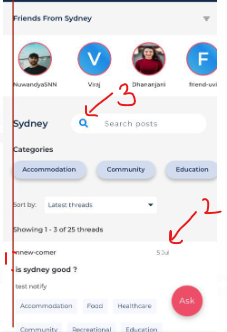 Friends From Sydney
V
F
NuwandyaSNN Viraj Dhananjani friend-uvi
3
Sydney Search posts
Categories
Accommodation Community Education
Sort by: Latest threads
Showing 1 - 3 of 25 threads
2
1 nnew-comer 5 Jul
is sydney good ?
test notify
Accommodation Food Healthcare
Ask
Community Recreational Education